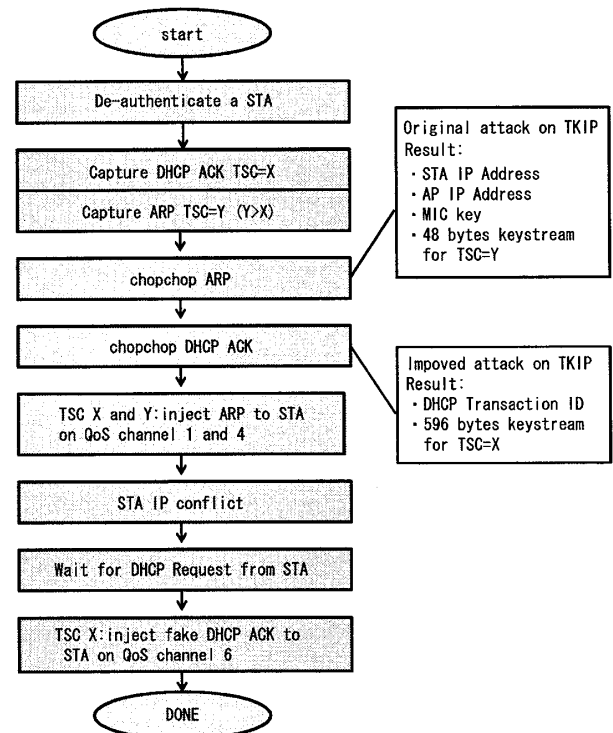 start
De-authenticate a STA
Capture DHCP ACK TSC=X
Capture ARP TSC=Y (Y>X)
chopchop ARP
chopchop DHCP ACK
TSC X and Y:inject ARP to STA
on QoS channel 1 and 4
STA IP conflict
Wait for DHCP Request from STA
TSC X:inject fake DHCP ACK to
STA on QoS channel 6
DONE
Original attack on TKIP
Result:
・STA IP Address
・AP IP Address
・MIC key
・48 bytes keystream
for TSC=Y
Impoved attack on TKIP
Result:
・DHCP Transaction ID
・596 bytes keystream
for TSC=X